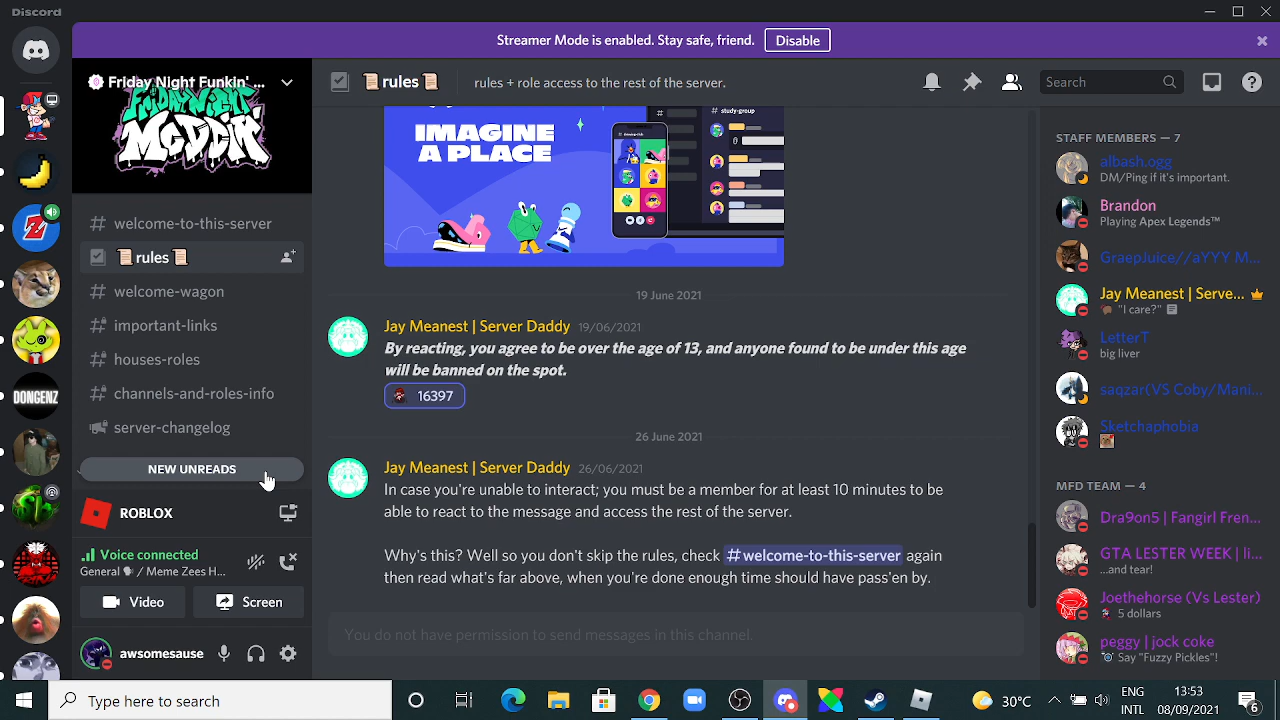 Discord
Streamer Mode is enabled. Stay safe, friend. Disable
Friday Night Funkin' ...
FRIDAY NIGHT
MODDIN'
📜rules📜
rules + role access to the rest of the server.
Search
welcome-to-this-server
📜rules📜
welcome-wagon
important-links
houses-roles
channels-and-roles-info
server-changelog
NEW UNREADS
DONGENZ
ROBLOX
Voice connected
General 🗣 / Meme Zees H...
Video
Screen
awsomesause
IMAGINE
A PLACE
# study-group
19 June 2021
Jay Meanest | Server Daddy 19/06/2021
By reacting, you agree to be over the age of 13, and anyone found to be under this age
will be banned on the spot.
16397
26 June 2021
Jay Meanest | Server Daddy 26/06/2021
In case you're unable to interact; you must be a member for at least 10 minutes to be
able to react to the message and access the rest of the server.
Why's this? Well so you don't skip the rules, check #welcome-to-this-server again
then read what's far above, when you're done enough time should have pass'en by.
You do not have permission to send messages in this channel.
STAFF MEMBERS — 7
albash.ogg
DM/Ping if it's important.
Brandon
Playing Apex Legends™
GraepJuice//aYYY M...
Jay Meanest | Serve...
"I care?"
LetterT
big liver
saqzar(VS Coby/Mani...
Sketchaphobia
MFD TEAM — 4
Dra9on5 | Fangirl Fren...
GTA LESTER WEEK | li...
...and tear!
Joethehorse (Vs Lester)
5 dollars
peggy | jock coke
Say "Fuzzy Pickles"!
Type here to search
30°C
ENG
INTL
13:53
6